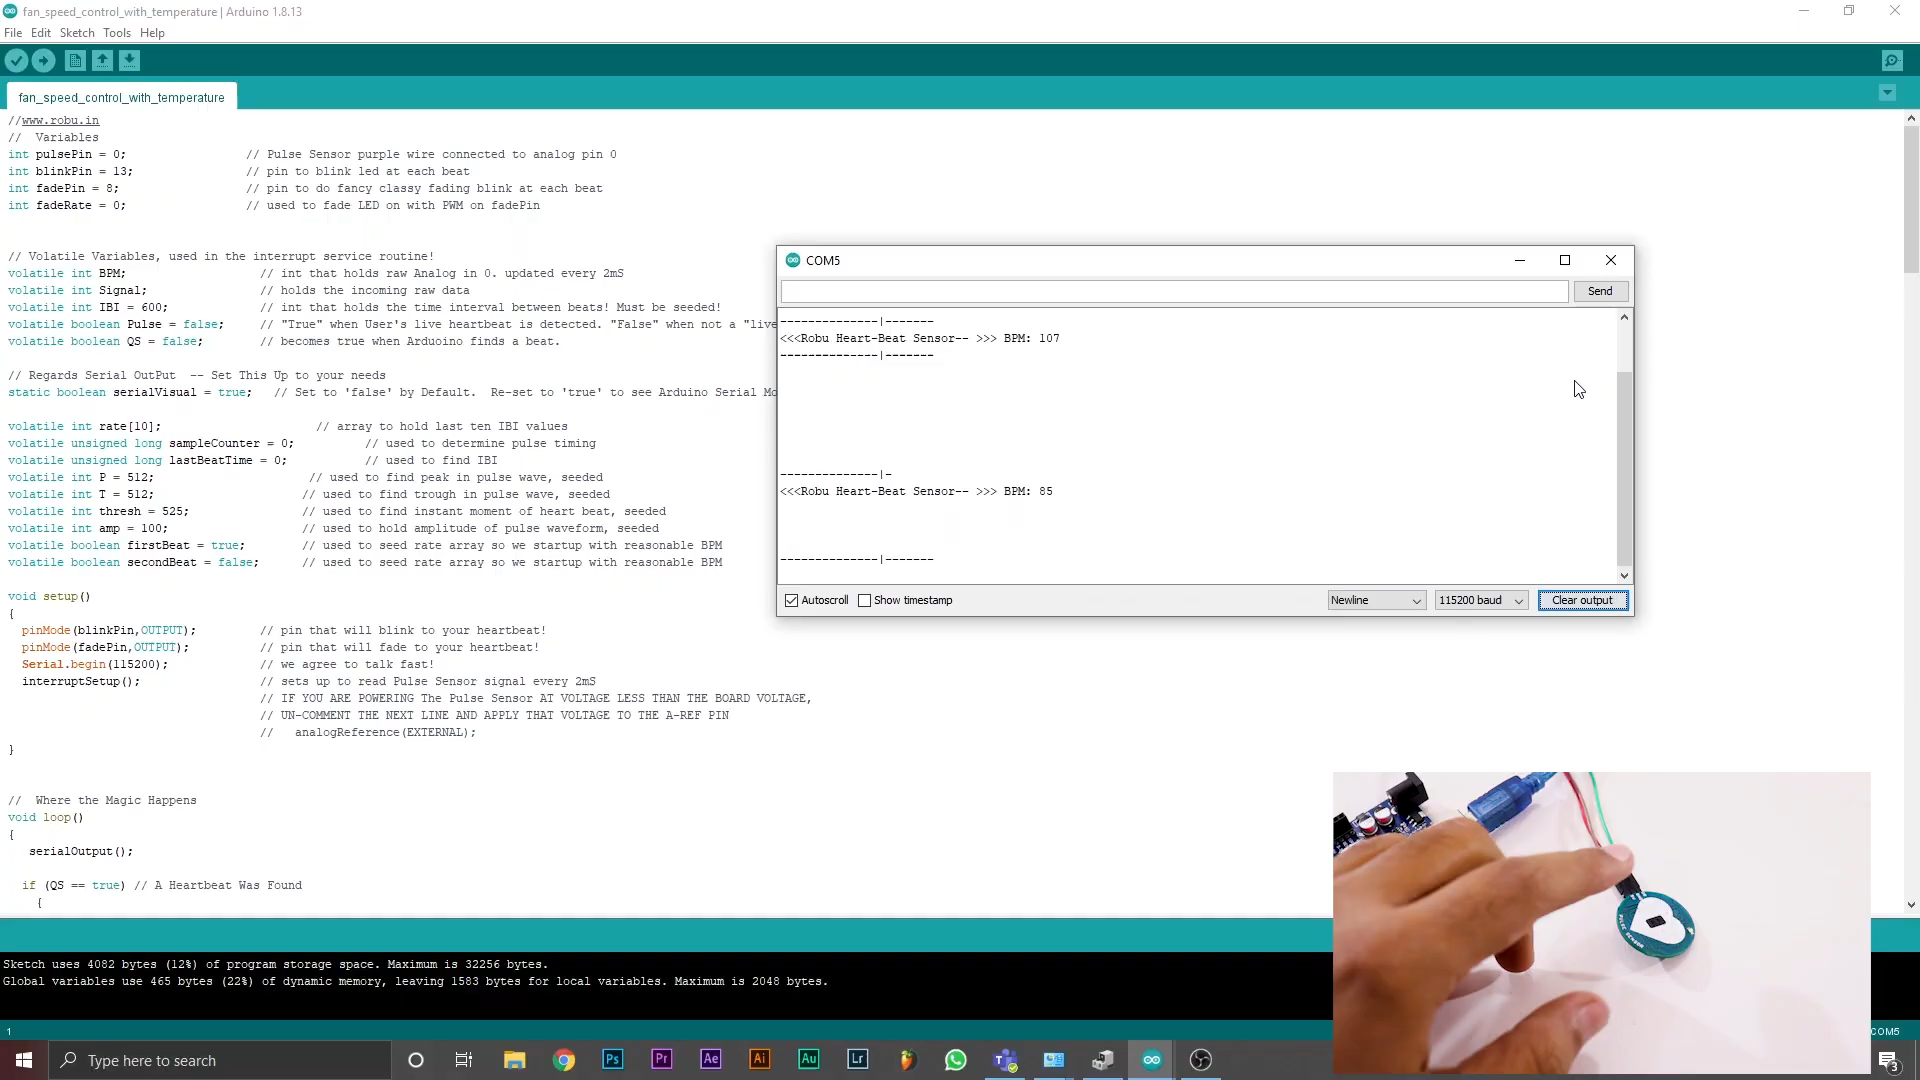 fan_speed_control_with_temperature | Arduino 1.8.13
File Edit Sketch Tools Help
fan_speed_control_with_temperature
//www.robu.in
//  Variables
int pulsePin = 0;                 // Pulse Sensor purple wire connected to analog pin 0
int blinkPin = 13;                // pin to blink led at each beat
int fadePin = 8;                  // pin to do fancy classy fading blink at each beat
int fadeRate = 0;                 // used to fade LED on with PWM on fadePin
// Volatile Variables, used in the interrupt service routine!
volatile int BPM;                   // int that holds raw Analog in 0. updated every 2mS
volatile int Signal;                // holds the incoming raw data
volatile int IBI = 600;             // int that holds the time interval between beats! Must be seeded!
volatile boolean Pulse = false;     // "True" when User's live heartbeat is detected. "False" when not a "live
volatile boolean QS = false;        // becomes true when Arduoino finds a beat.
// Regards Serial OutPut  -- Set This Up to your needs
static boolean serialVisual = true;   // Set to 'false' by Default.  Re-set to 'true' to see Arduino Serial Mo
volatile int rate[10];                      // array to hold last ten IBI values
volatile unsigned long sampleCounter = 0;          // used to determine pulse timing
volatile unsigned long lastBeatTime = 0;           // used to find IBI
volatile int P = 512;                      // used to find peak in pulse wave, seeded
volatile int T = 512;                     // used to find trough in pulse wave, seeded
volatile int thresh = 525;                // used to find instant moment of heart beat, seeded
volatile int amp = 100;                   // used to hold amplitude of pulse waveform, seeded
volatile boolean firstBeat = true;        // used to seed rate array so we startup with reasonable BPM
volatile boolean secondBeat = false;      // used to seed rate array so we startup with reasonable BPM
void setup()
{
  pinMode(blinkPin,OUTPUT);         // pin that will blink to your heartbeat!
  pinMode(fadePin,OUTPUT);          // pin that will fade to your heartbeat!
  Serial.begin(115200);             // we agree to talk fast!
  interruptSetup();                 // sets up to read Pulse Sensor signal every 2mS
                                    // IF YOU ARE POWERING The Pulse Sensor AT VOLTAGE LESS THAN THE BOARD VOLTAGE,
                                    // UN-COMMENT THE NEXT LINE AND APPLY THAT VOLTAGE TO THE A-REF PIN
                                    //   analogReference(EXTERNAL);
}
//  Where the Magic Happens
void loop()
{
   serialOutput();
  if (QS == true) // A Heartbeat Was Found
    {
COM5
Send
--------------|-------
<<<Robu Heart-Beat Sensor-- >>> BPM: 107
--------------|-------
--------------|-
<<<Robu Heart-Beat Sensor-- >>> BPM: 85
--------------|-------
Autoscroll Show timestamp Newline 115200 baud Clear output
PULSE SENSOR
Sketch uses 4082 bytes (12%) of program storage space. Maximum is 32256 bytes.
Global variables use 465 bytes (22%) of dynamic memory, leaving 1583 bytes for local variables. Maximum is 2048 bytes.
1
COM5
Type here to search
Ps Pr Ae Ai Au Lr
3